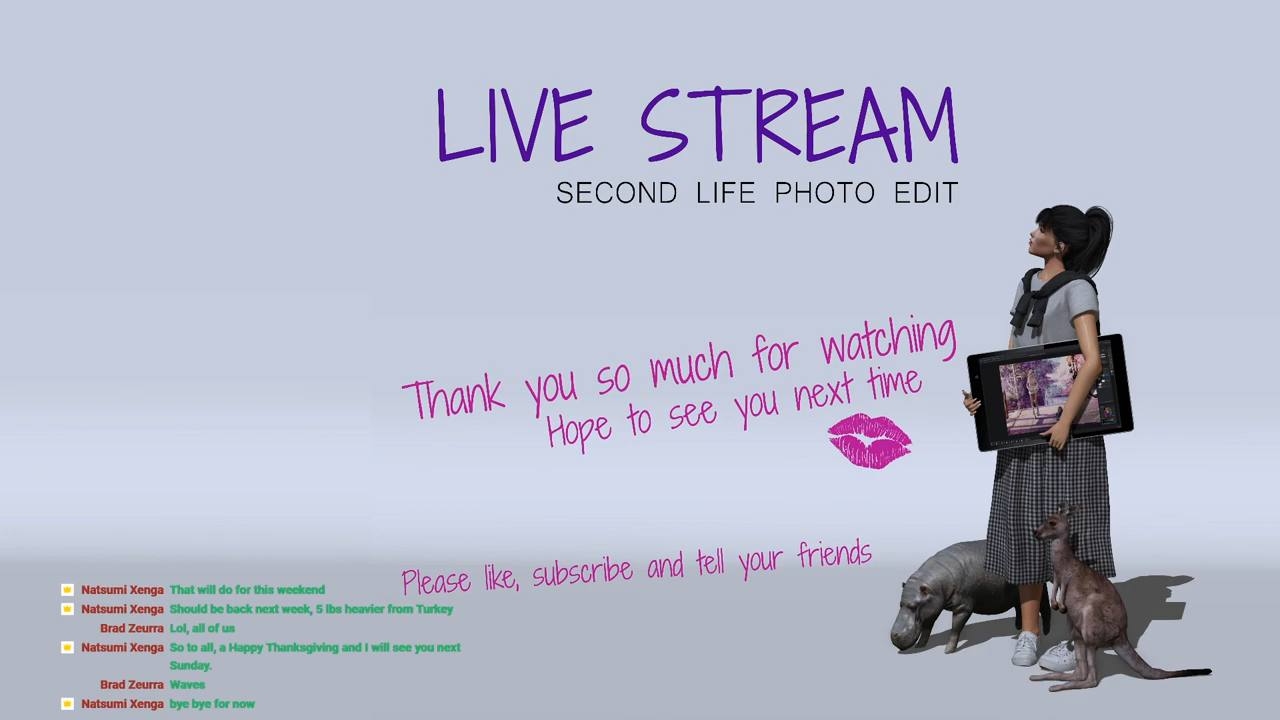 LIVE STREAM
SECOND LIFE PHOTO EDIT
Thank you so much for watching
Hope to see you next time
Please like, subscribe and tell your friends
Natsumi Xenga That will do for this weekend
Natsumi Xenga Should be back next week, 5 lbs heavier from Turkey
Brad Zeurra Lol, all of us
Natsumi Xenga So to all, a Happy Thanksgiving and I will see you next
Sunday.
Brad Zeurra Waves
Natsumi Xenga bye bye for now